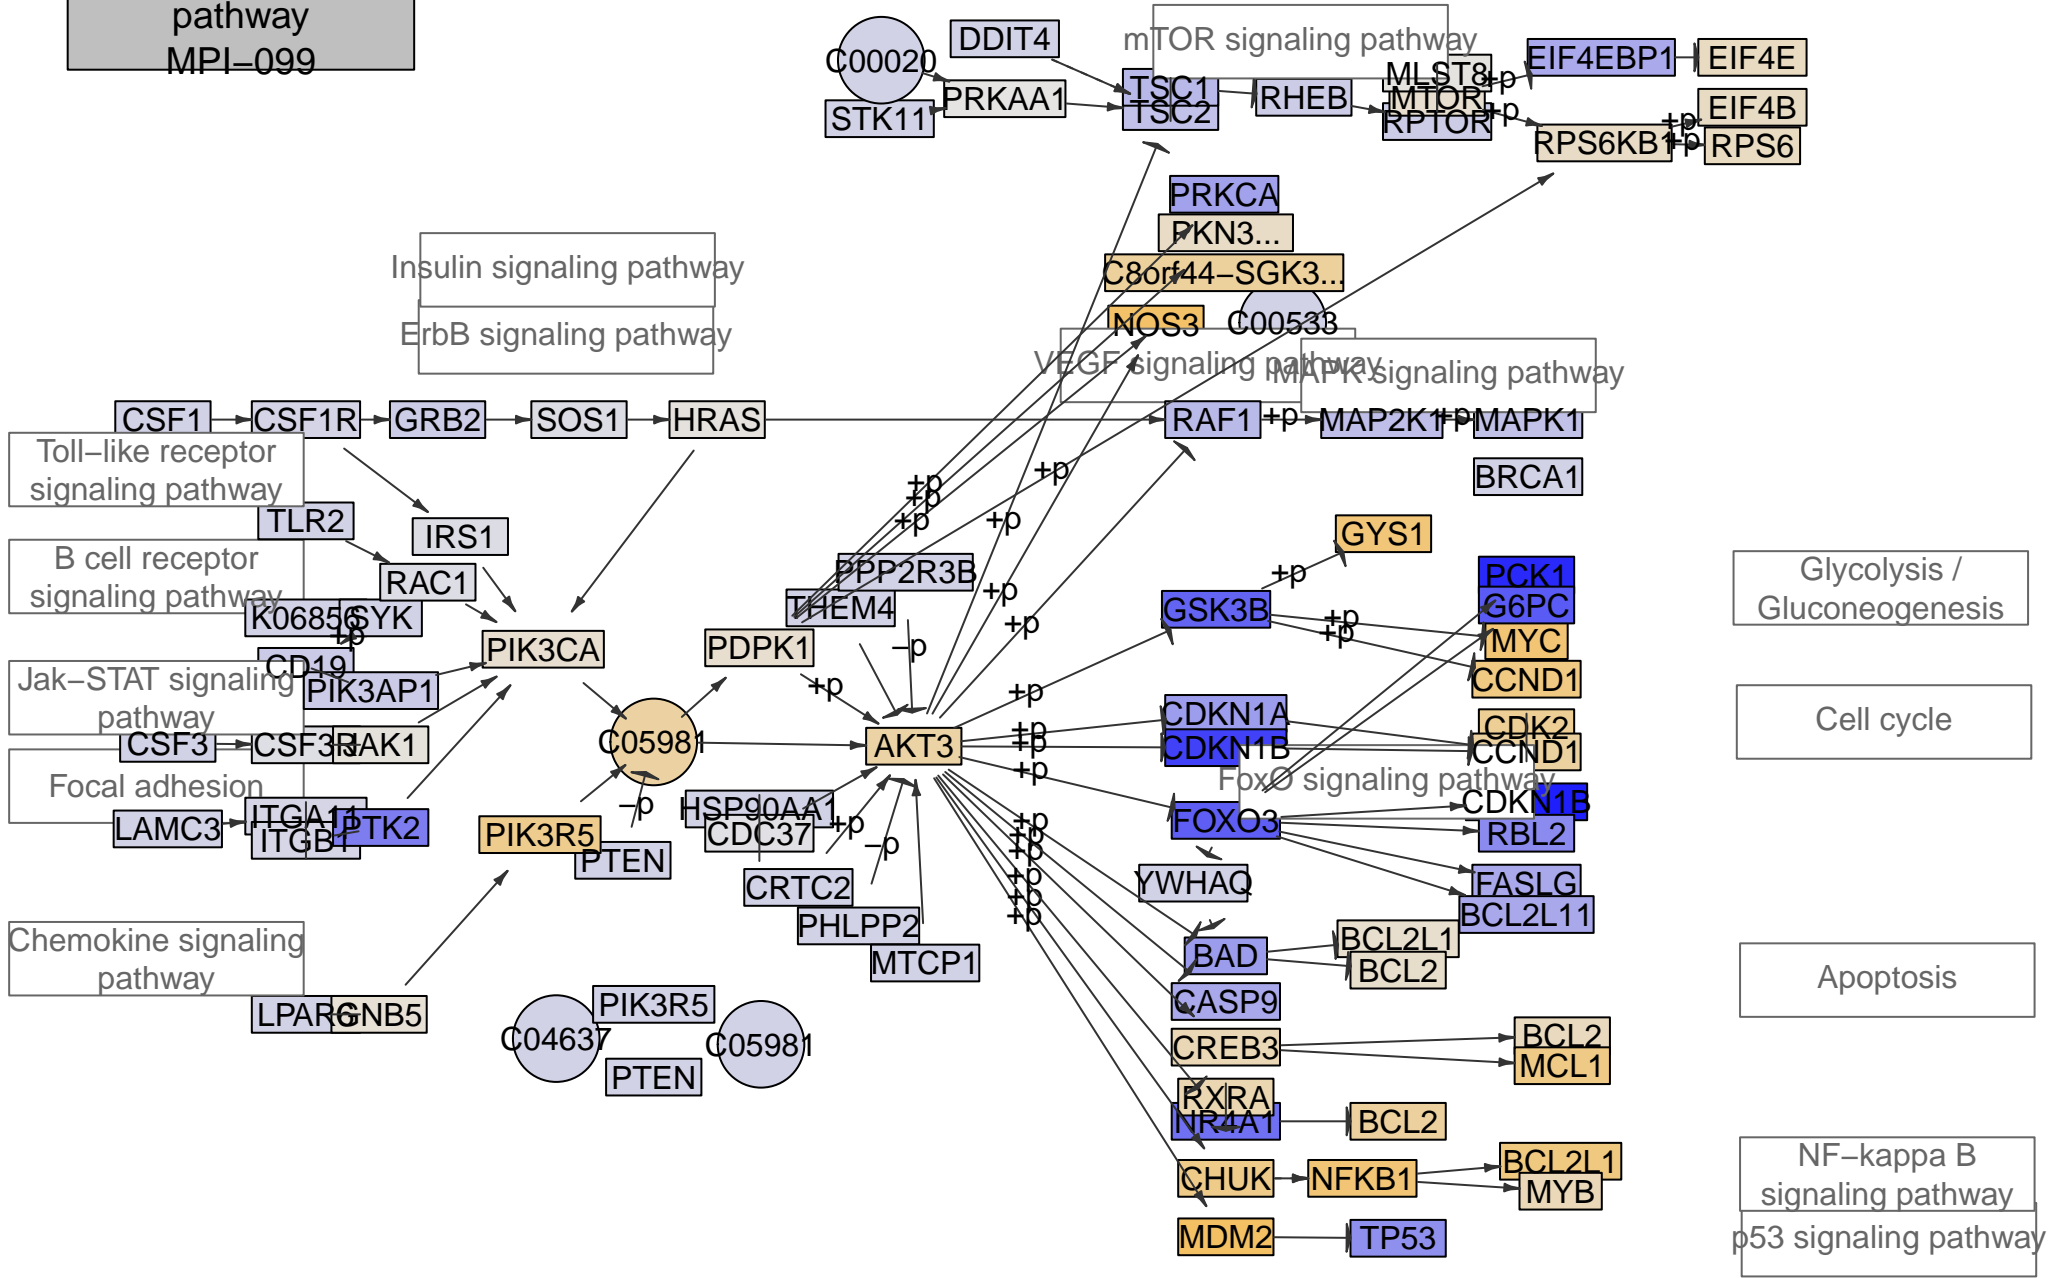 pathway
MPI−099
C00020
DDIT4
STK11
PRKAA1
TSC1
TSC2
mTOR signaling pathway
RHEB
MLST8
MTOR
RPTOR
+p
+p
EIF4EBP1
EIF4E
EIF4B
RPS6KB1
+p
+p
RPS6
PRKCA
PKN3...
C8orf44−SGK3...
NOS3
C00533
VEGF signaling pathway
MAPK signaling pathway
Insulin signaling pathway
ErbB signaling pathway
CSF1
CSF1R
GRB2
SOS1
HRAS
RAF1
+p
MAP2K1
+p
MAPK1
BRCA1
Toll−like receptor
signaling pathway
TLR2
IRS1
RAC1
B cell receptor
signaling pathway
K06856
SYK
+p
CD19
PIK3AP1
PIK3CA
PDPK1
THEM4
PPP2R3B
−p
+p
+p
+p
+p
+p
+p
+p
+p
+p
GYS1
+p
GSK3B
+p
+p
PCK1
G6PC
MYC
CCND1
Glycolysis /
Gluconeogenesis
Jak−STAT signaling
pathway
CSF3
CSF3R
JAK1
C05981
AKT3
+p
+p
+p
+p
CDKN1A
CDKN1B
CDK2
CCND1
Cell cycle
FoxO signaling pathway
Focal adhesion
LAMC3
ITGA11
ITGB1
PTK2
PIK3R5
−p
PTEN
HSP90AA1
CDC37
+p
−p
CRTC2
PHLPP2
MTCP1
+p
+p
+p
+p
+p
+p
FOXO3
CDKN1B
RBL2
YWHAQ
FASLG
BCL2L11
BAD
BCL2L1
BCL2
Apoptosis
CASP9
Chemokine signaling
pathway
LPAR6
GNB5
C04637
PIK3R5
PTEN
C05981
CREB3
BCL2
MCL1
RXRA
NR4A1
BCL2
CHUK
NFKB1
BCL2L1
MYB
NF−kappa B
signaling pathway
MDM2
TP53
p53 signaling pathway